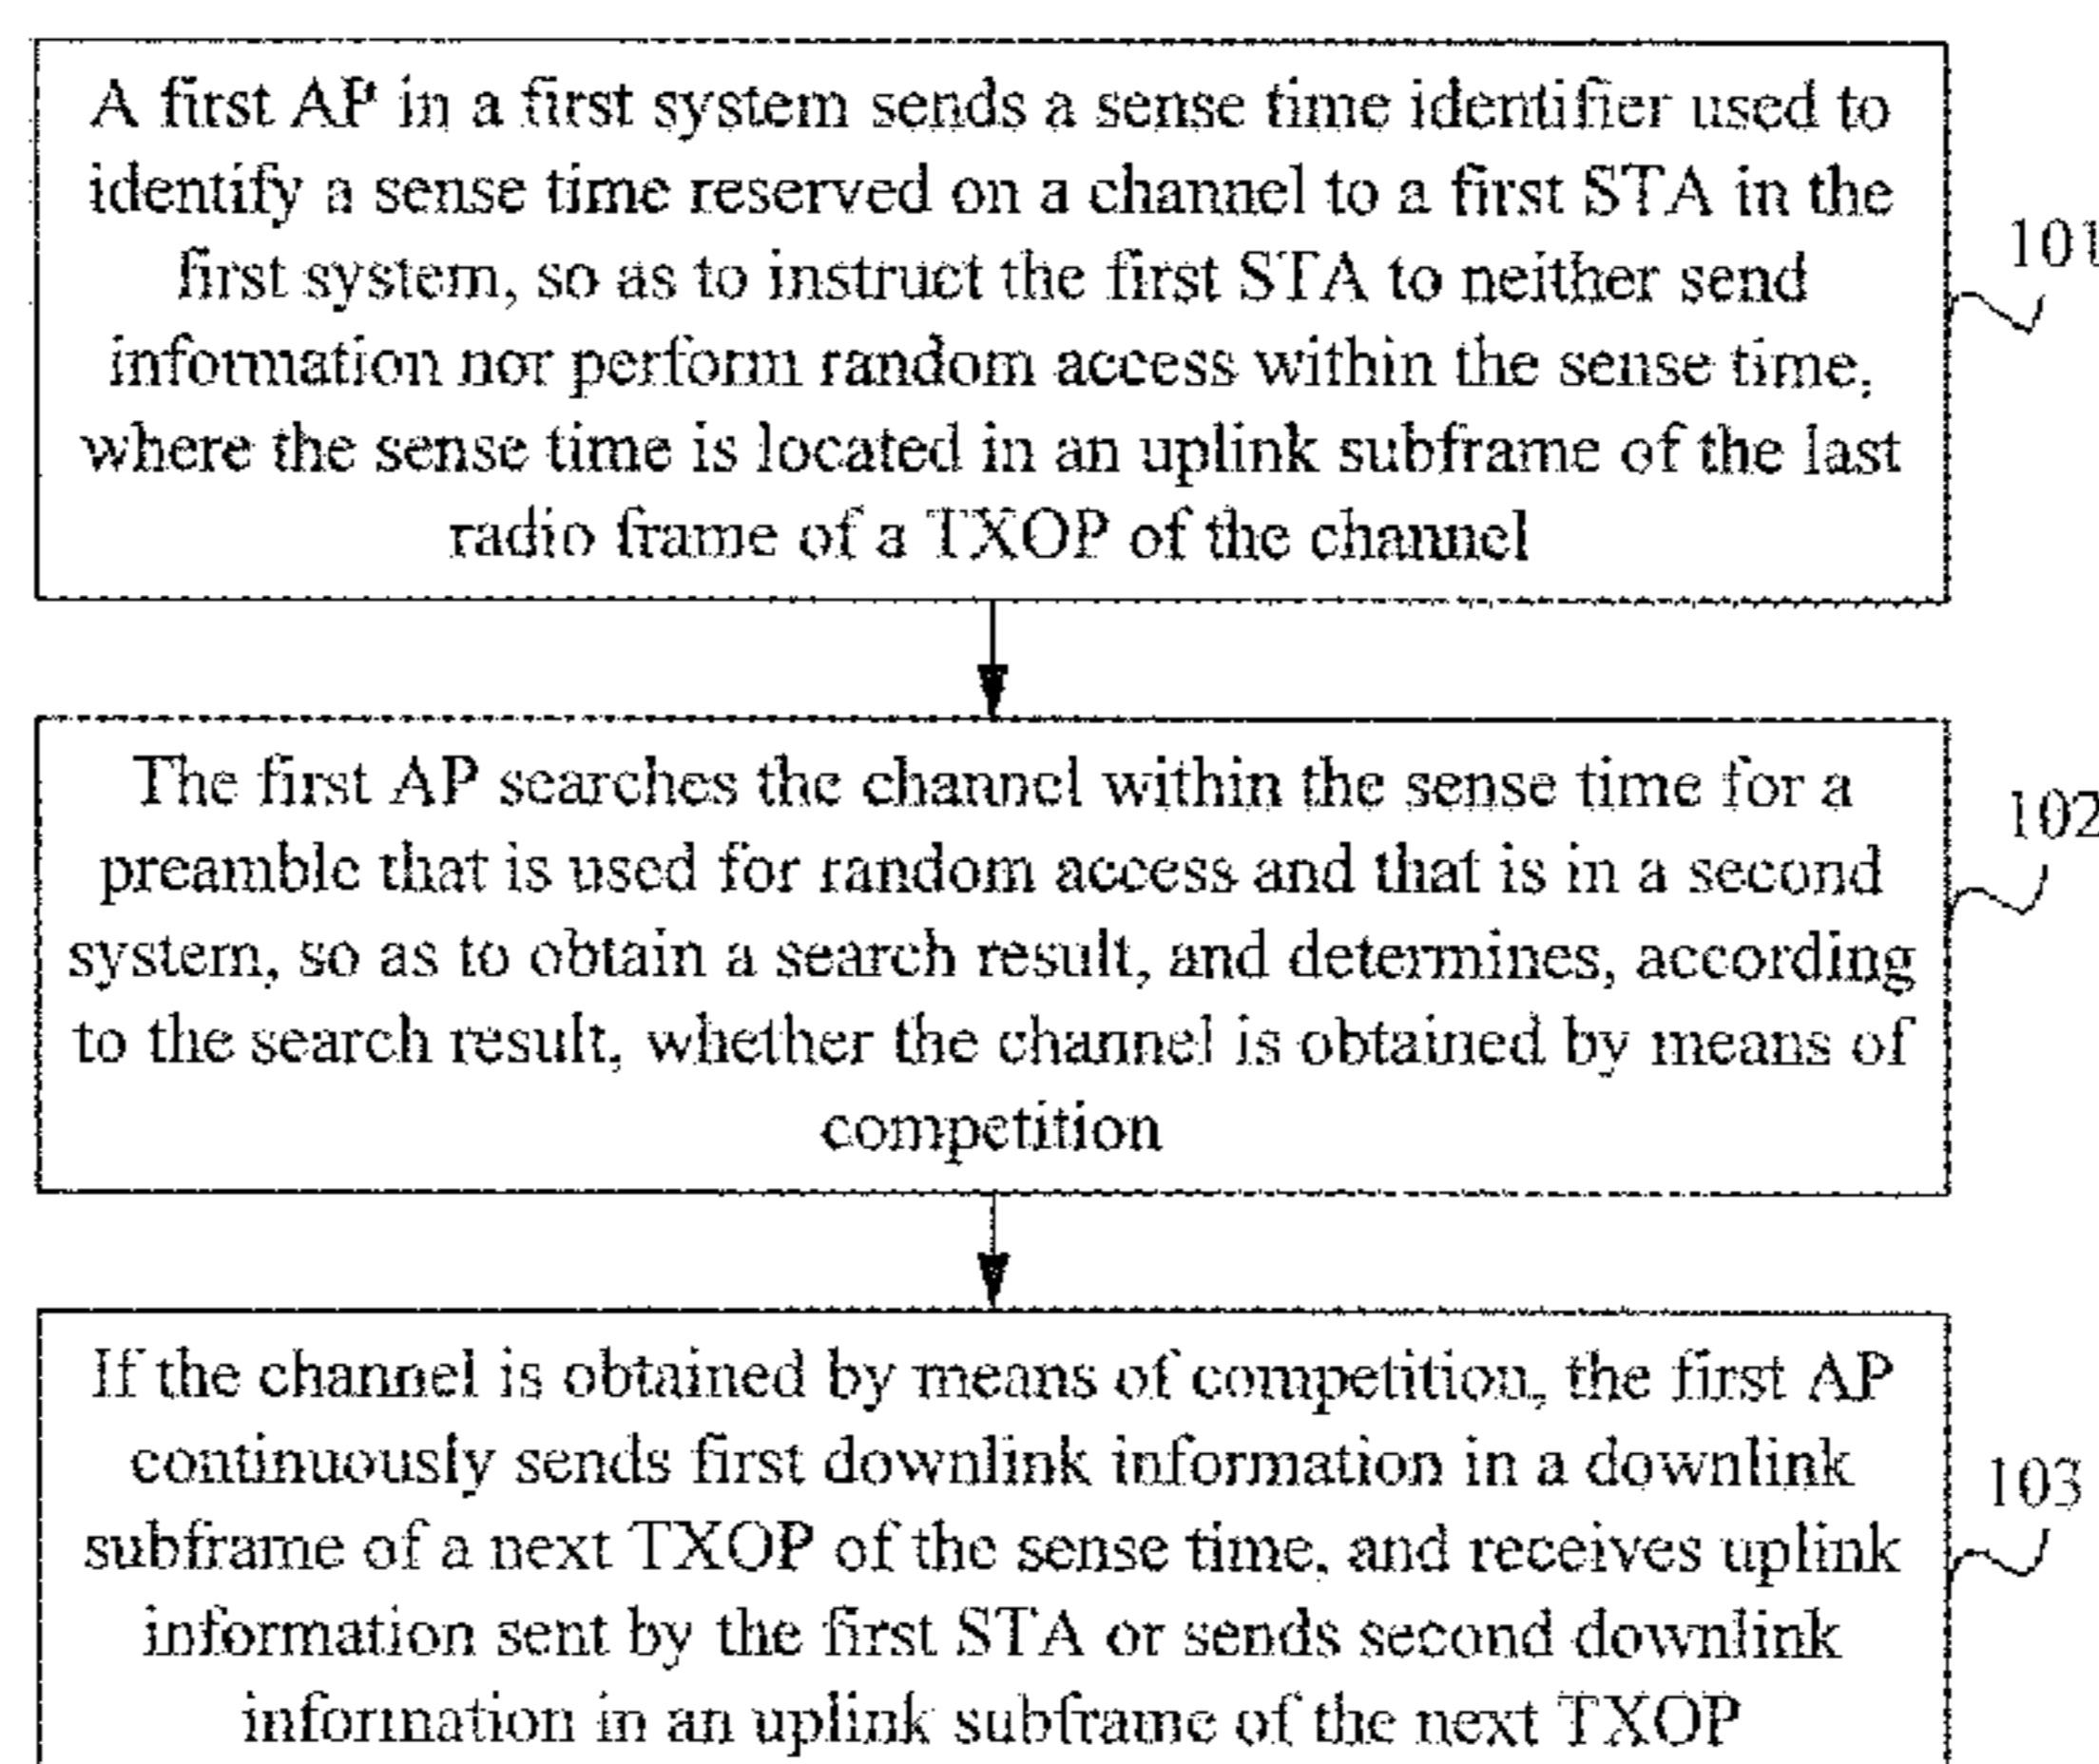 A first AP in a first system sends a sense time identifier used to
identify a sense time reserved on a channel to a first STA in the
first system, so as to instruct the first STA to neither send
information nor perform random access within the sense time,
where the sense time is located in an uplink subframe of the last
radio frame of a TXOP of the channel
101
The first AP searches the channel within the sense time for a
preamble that is used for random access and that is in a second
system, so as to obtain a search result, and determines, according
to the search result, whether the channel is obtained by means of
competition
102
If the channel is obtained by means of competition, the first AP
continuously sends first downlink information in a downlink
subframe of a next TXOP of the sense time, and receives uplink
information sent by the first STA or sends second downlink
information in an uplink subframe of the next TXOP
103